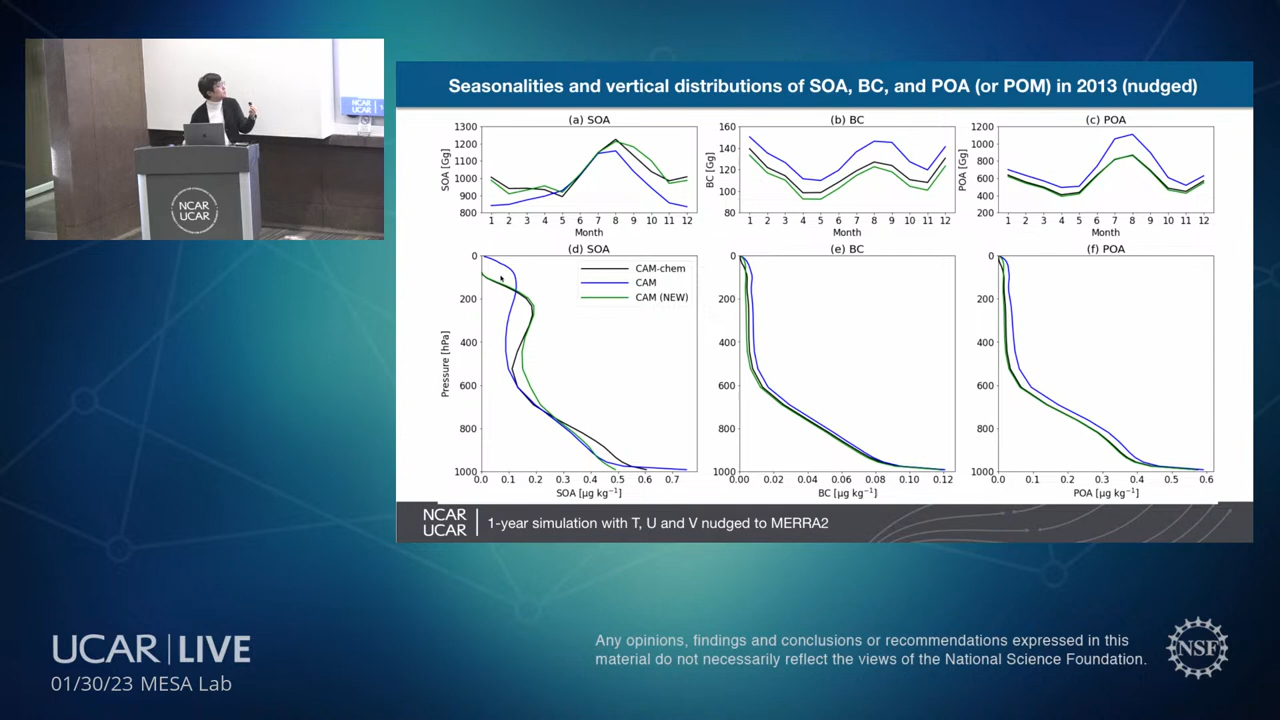 Seasonalities and vertical distributions of SOA, BC, and POA (or POM) in 2013 (nudged)
(a) SOA
1300
1200
1100
1000
900
800
SOA [Gg]
1 2 3 4 5 6 7 8 9 10 11 12
Month
(b) BC
160
140
120
100
80
BC [Gg]
1 2 3 4 5 6 7 8 9 10 11 12
Month
(c) POA
1200
1000
800
600
400
200
POA [Gg]
1 2 3 4 5 6 7 8 9 10 11 12
Month
(d) SOA
CAM-chem
CAM
CAM (NEW)
0
200
400
600
800
1000
Pressure [hPa]
0.0 0.1 0.2 0.3 0.4 0.5 0.6 0.7
SOA [μg kg⁻¹]
(e) BC
0
200
400
600
800
1000
0.00 0.02 0.04 0.06 0.08 0.10 0.12
BC [μg kg⁻¹]
(f) POA
0
200
400
600
800
1000
0.0 0.1 0.2 0.3 0.4 0.5 0.6
POA [μg kg⁻¹]
NCAR
UCAR
1-year simulation with T, U and V nudged to MERRA2
NCAR
UCAR
NCAR
UCAR
UCAR | LIVE
01/30/23 MESA Lab
Any opinions, findings and conclusions or recommendations expressed in this
material do not necessarily reflect the views of the National Science Foundation.
NSF